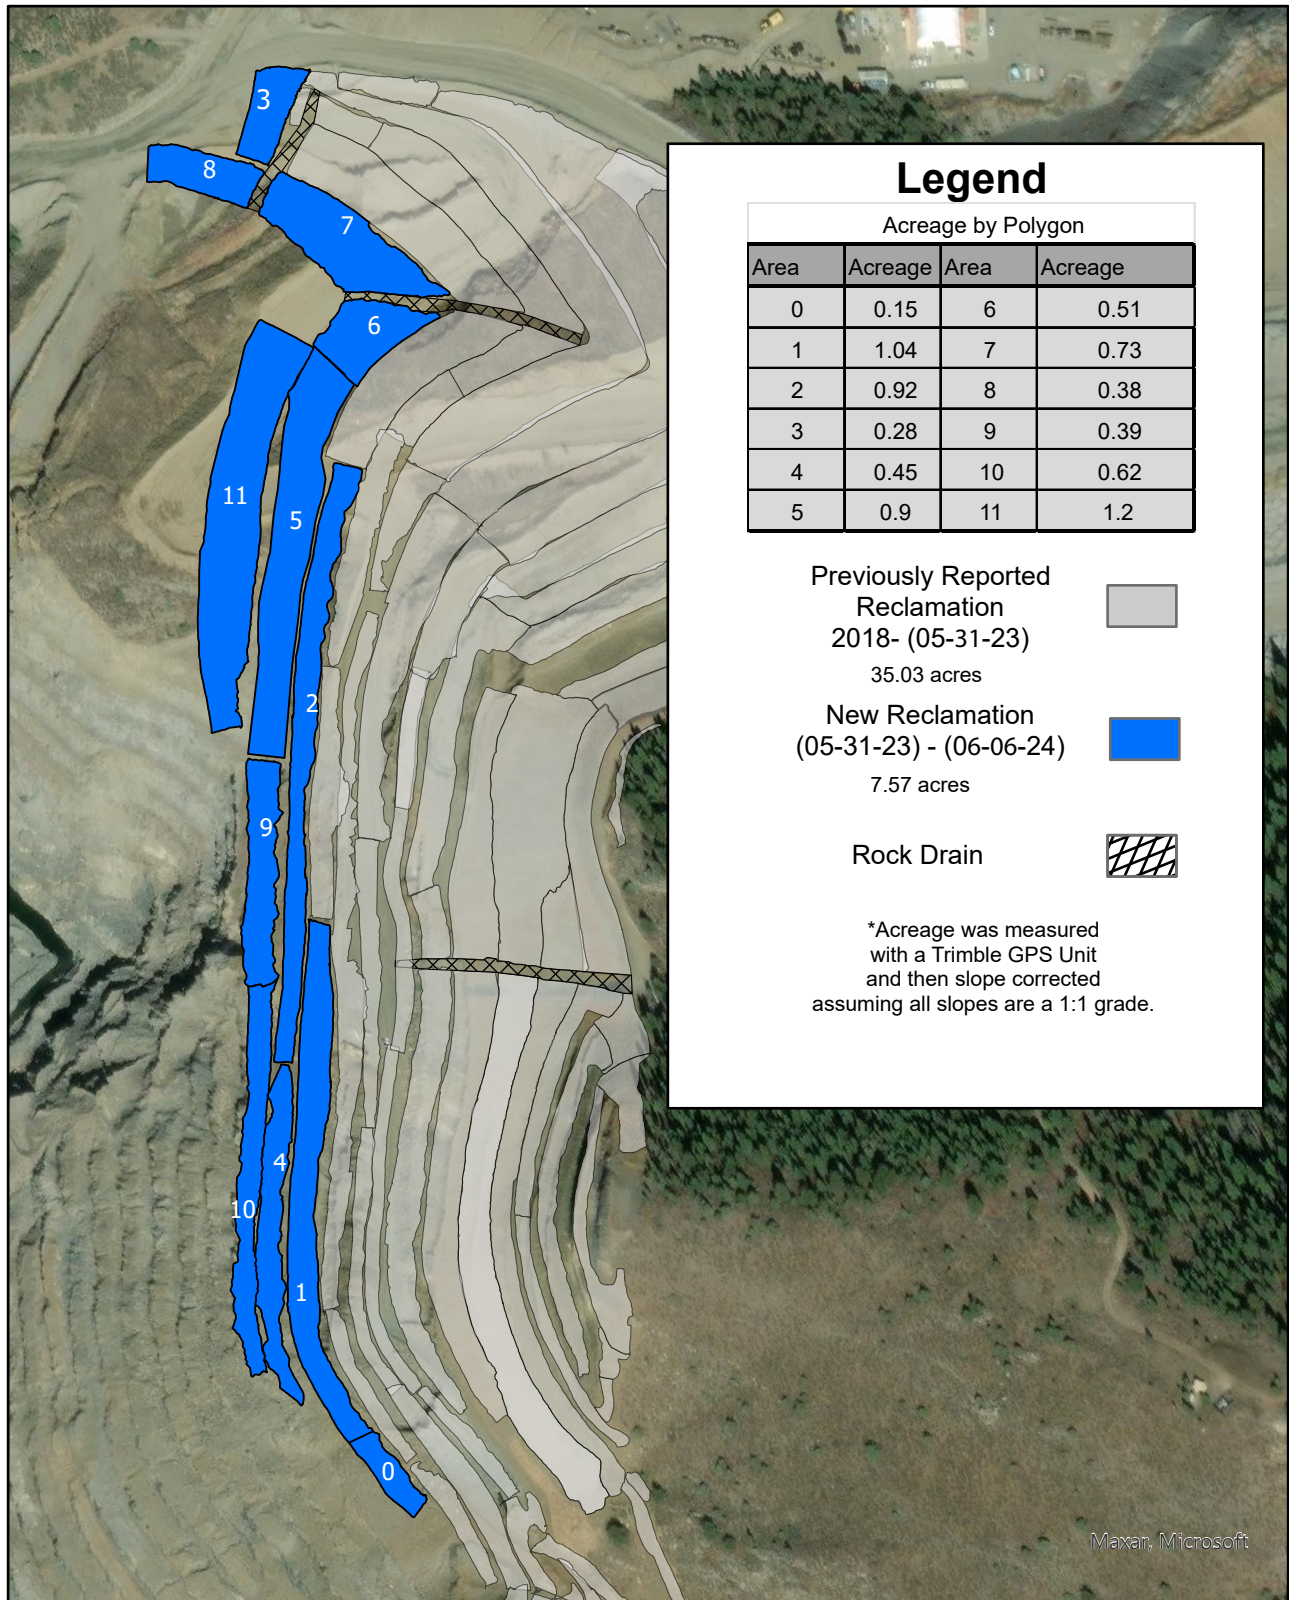 Legend
Acreage by Polygon
Area Acreage Area Acreage
0 0.15 6 0.51
1 1.04 7 0.73
2 0.92 8 0.38
3 0.28 9 0.39
4 0.45 10 0.62
5 0.9 11 1.2
Previously Reported
Reclamation
2018- (05-31-23)
35.03 acres
New Reclamation
(05-31-23) - (06-06-24)
7.57 acres
Rock Drain
*Acreage was measured
with a Trimble GPS Unit
and then slope corrected
assuming all slopes are a 1:1 grade.
3
8
7
6
11
5
2
9
4
10
1
0
Maxar, Microsoft